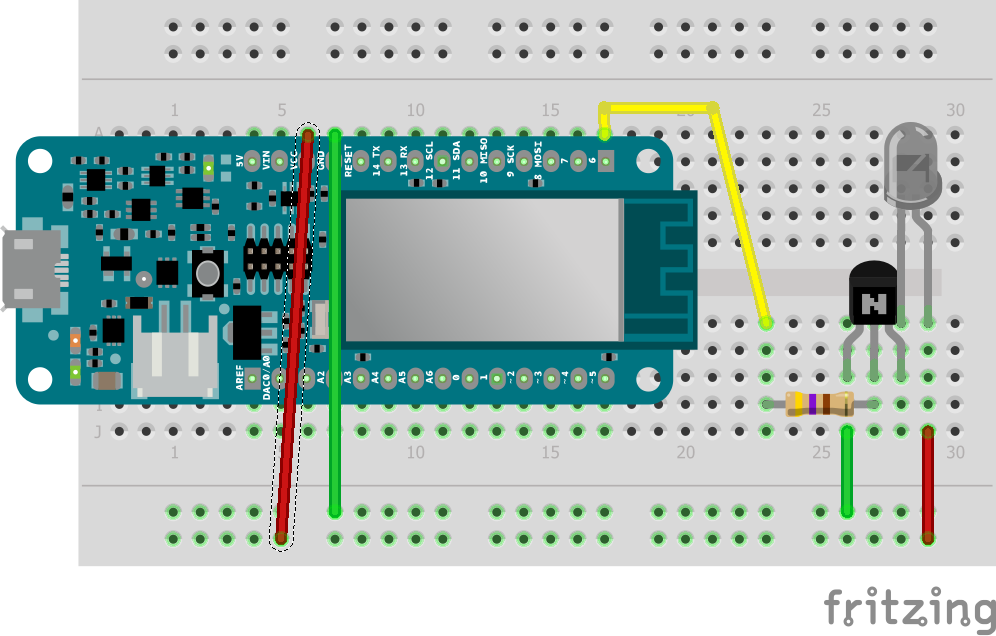 1 5 10 15 20 25 30
A
5V VIN VCC GND RESET 14 TX 13 RX 12 SCL 11 SDA 10 MISO 9 SCK 8 MOSI 7 6
N
AREF DAC0/A0 A2 A3 A4 A5 A6 0 1 ~2 ~3 ~4 ~5
I
J
1 10 15 20 25 30
fritzing